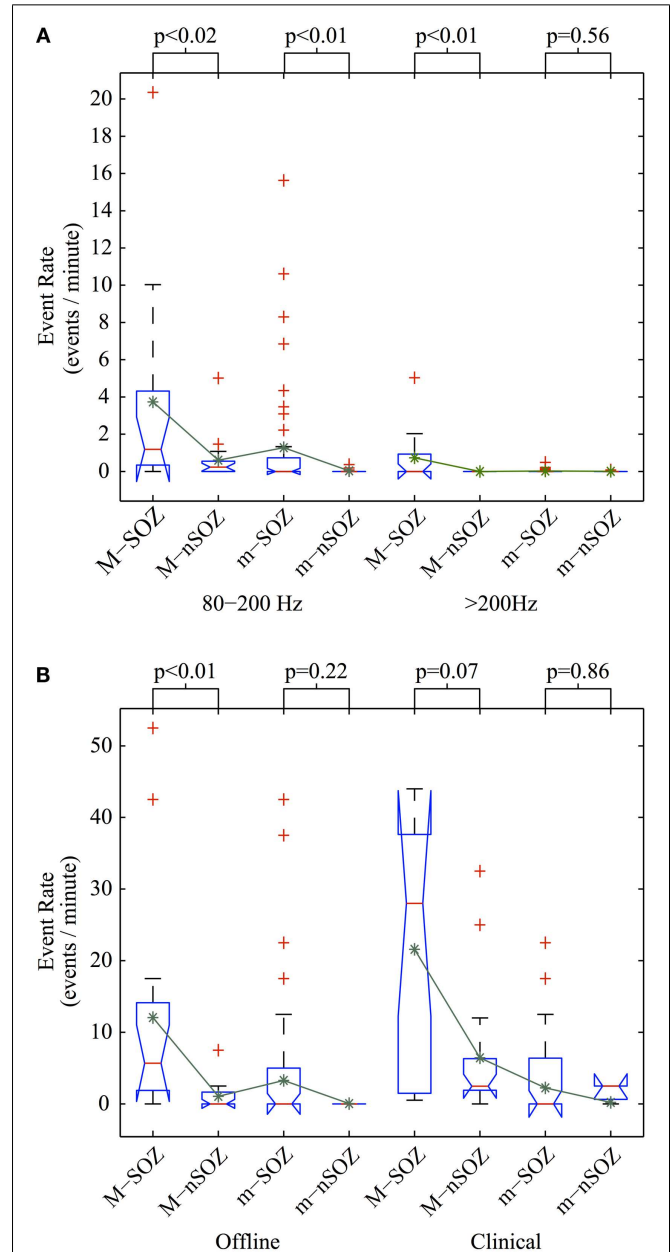 A
p<0.02 p<0.01 p<0.01 p=0.56
20
18
16
14
12
10
8
6
4
2
0
Event Rate
(events / minute)
M−SOZ M−nSOZ m−SOZ m−nSOZ M−SOZ M−nSOZ m−SOZ m−nSOZ
80−200 Hz >200Hz
B
p<0.01 p=0.22 p=0.07 p=0.86
50
40
30
20
10
0
Event Rate
(events / minute)
M−SOZ M−nSOZ m−SOZ m−nSOZ M−SOZ M−nSOZ m−SOZ m−nSOZ
Offline Clinical